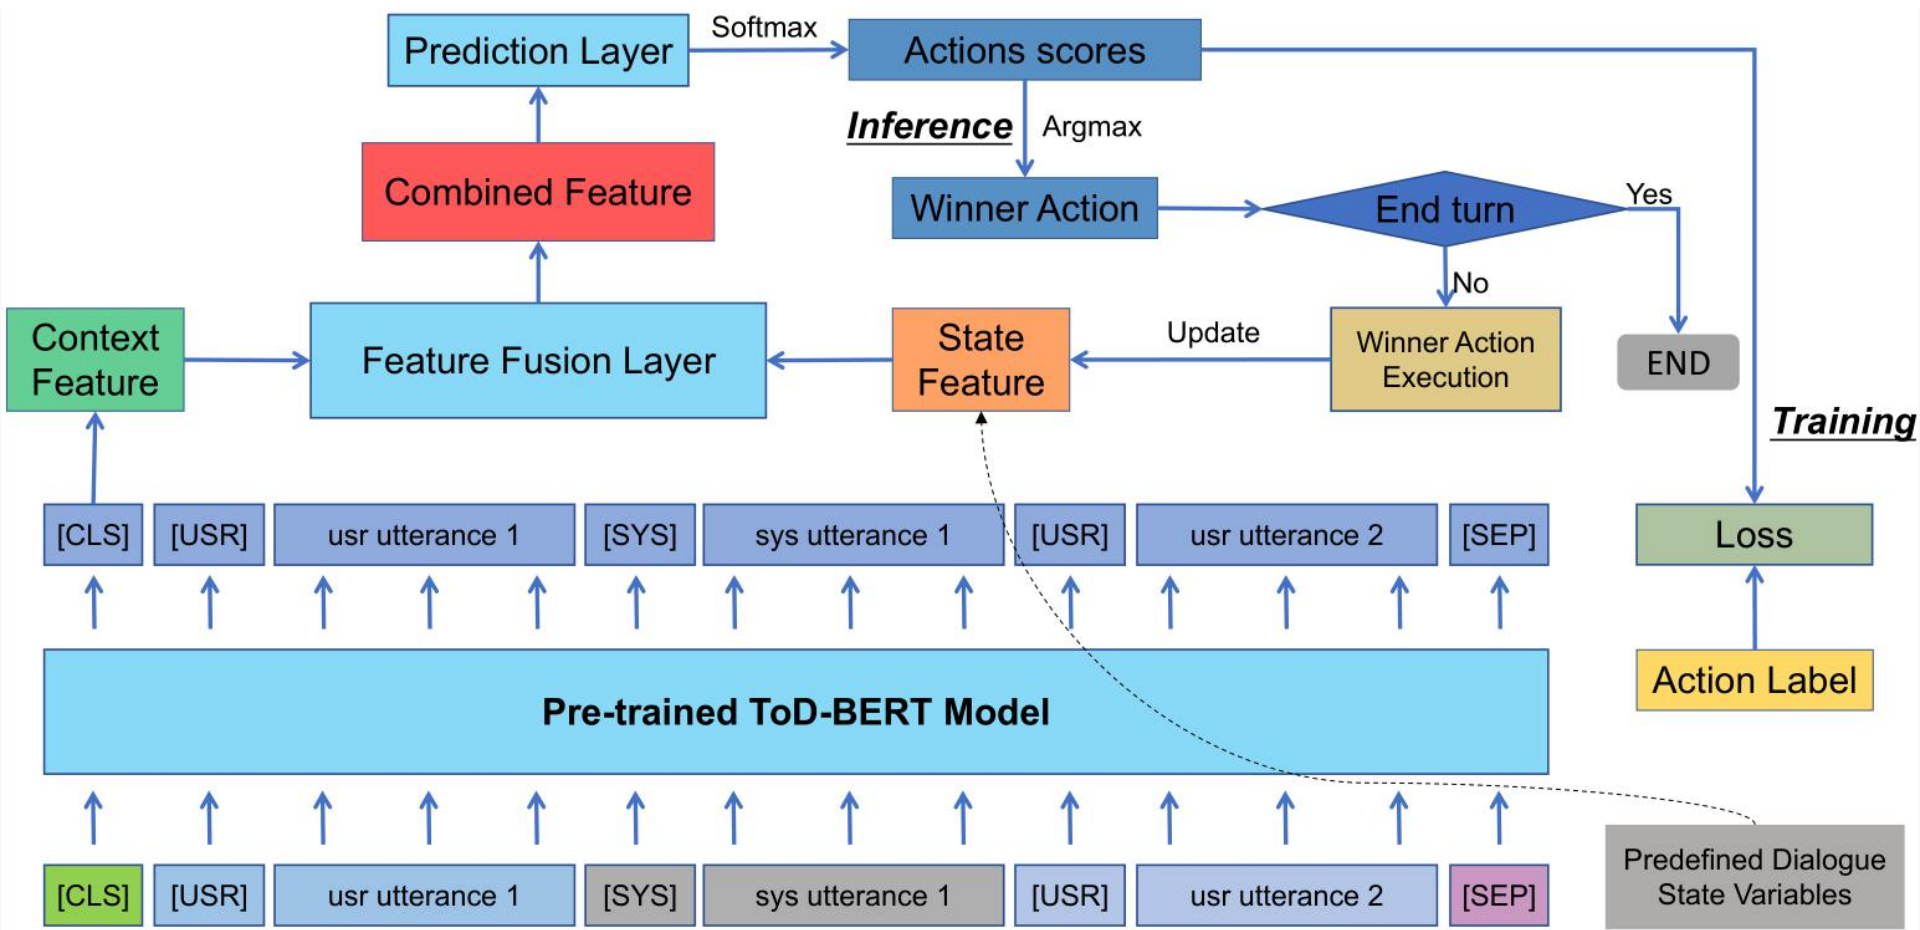 Prediction Layer
Softmax
Actions scores
Inference
Argmax
Combined Feature
Winner Action
End turn
Yes
No
Context
Feature
Feature Fusion Layer
State
Feature
Update
Winner Action
Execution
END
Training
[CLS]
[USR]
usr utterance 1
[SYS]
sys utterance 1
[USR]
usr utterance 2
[SEP]
Loss
Pre-trained ToD-BERT Model
Action Label
[CLS]
[USR]
usr utterance 1
[SYS]
sys utterance 1
[USR]
usr utterance 2
[SEP]
Predefined Dialogue
State Variables